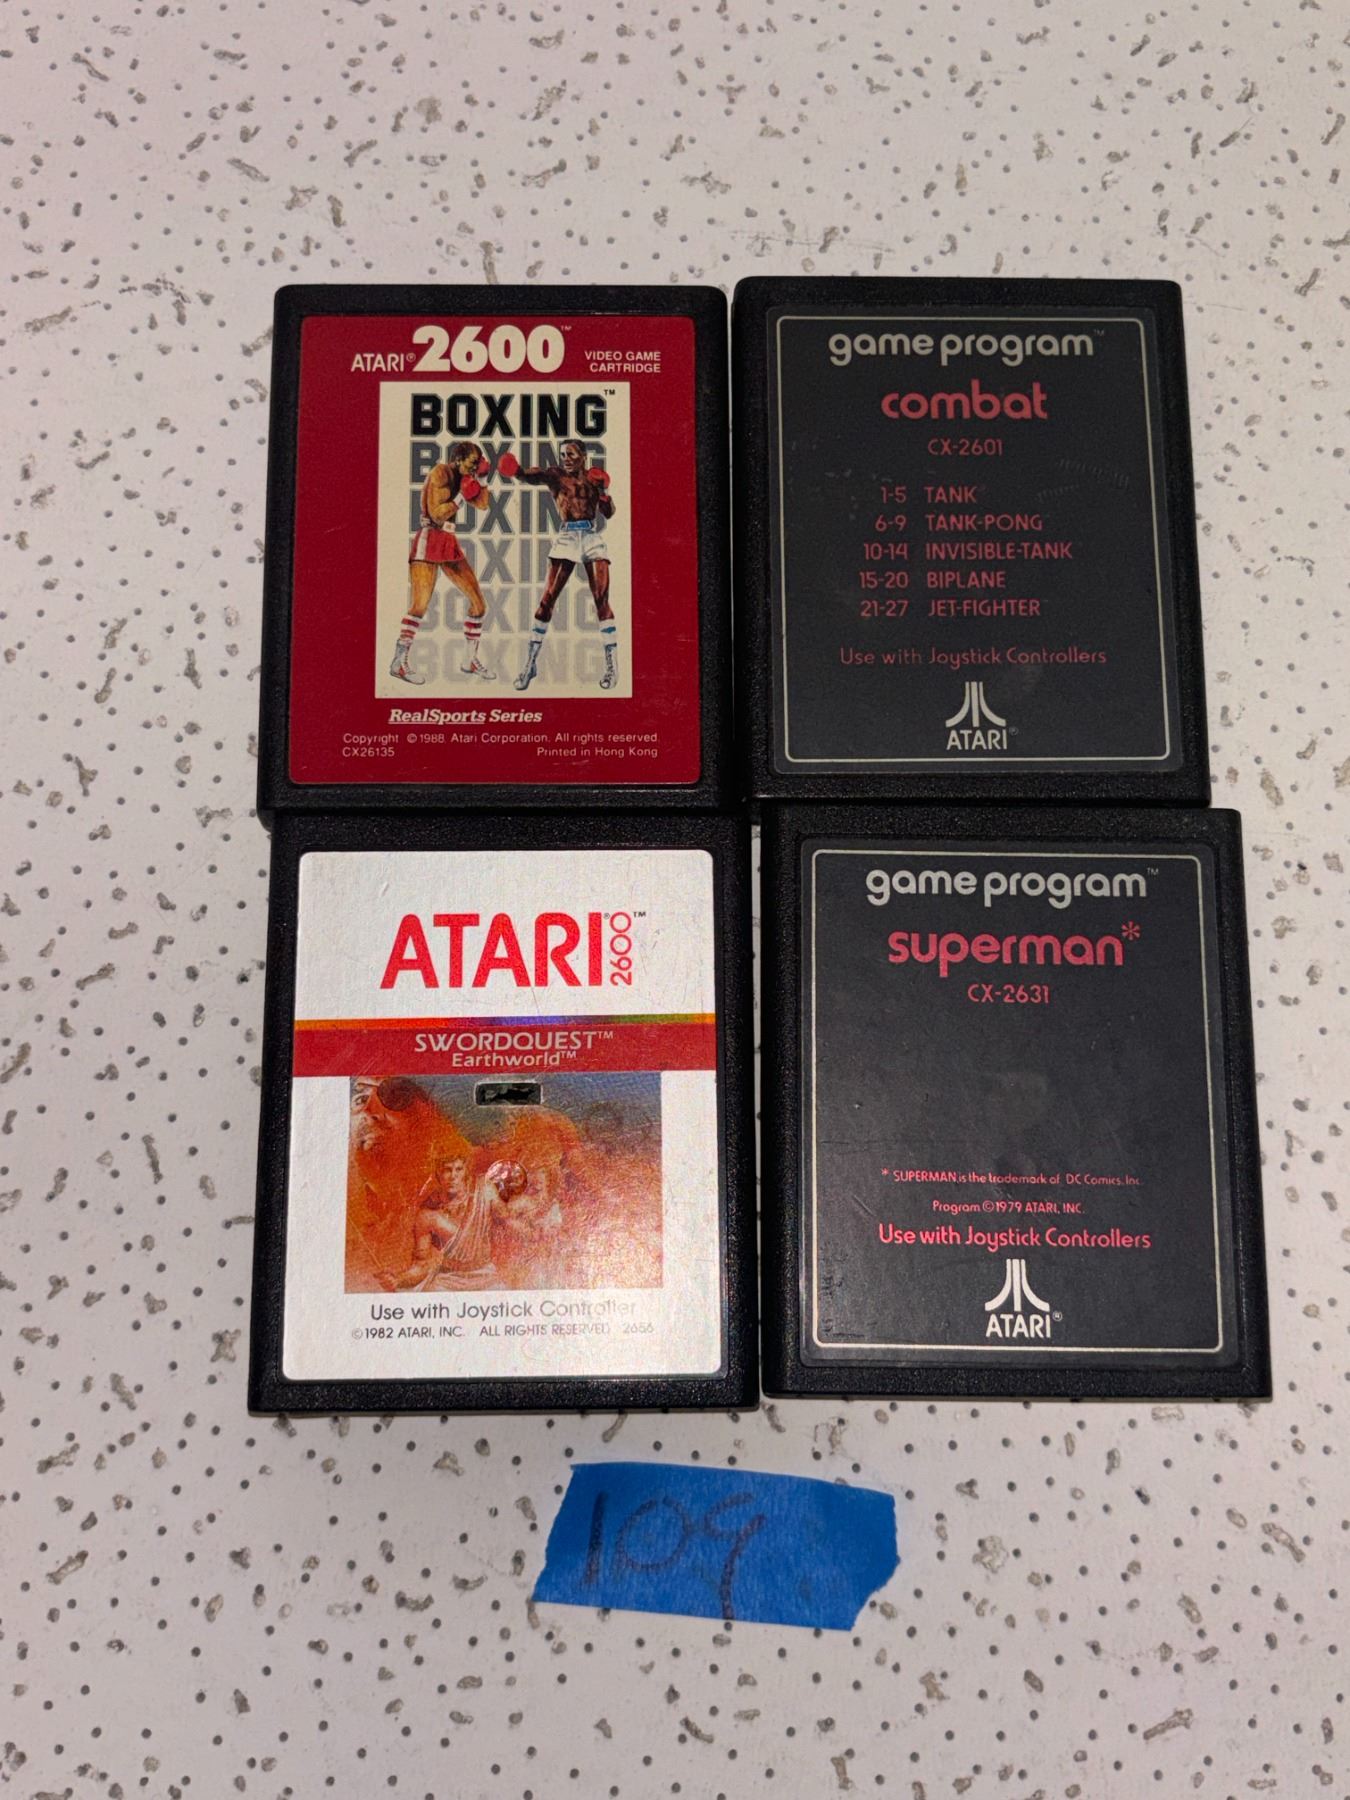 ATARI® 2600™ VIDEO GAME CARTRIDGE
BOXING™
BOXING
BOXING
BOXING
BOXING
BOXING
RealSports Series
Copyright ©1988, Atari Corporation. All rights reserved.
CX26135 Printed in Hong Kong
game program™
combat
CX-2601
1-5 TANK
6-9 TANK-PONG
10-14 INVISIBLE-TANK
15-20 BIPLANE
21-27 JET-FIGHTER
Use with Joystick Controllers
ATARI®
ATARI® 2600™
SWORDQUEST™
Earthworld™
Use with Joystick Controller
©1982 ATARI, INC. ALL RIGHTS RESERVED 2656
game program™
superman*
CX-2631
* SUPERMAN is the trademark of DC Comics, Inc.
Program ©1979 ATARI, INC.
Use with Joystick Controllers
ATARI®
109